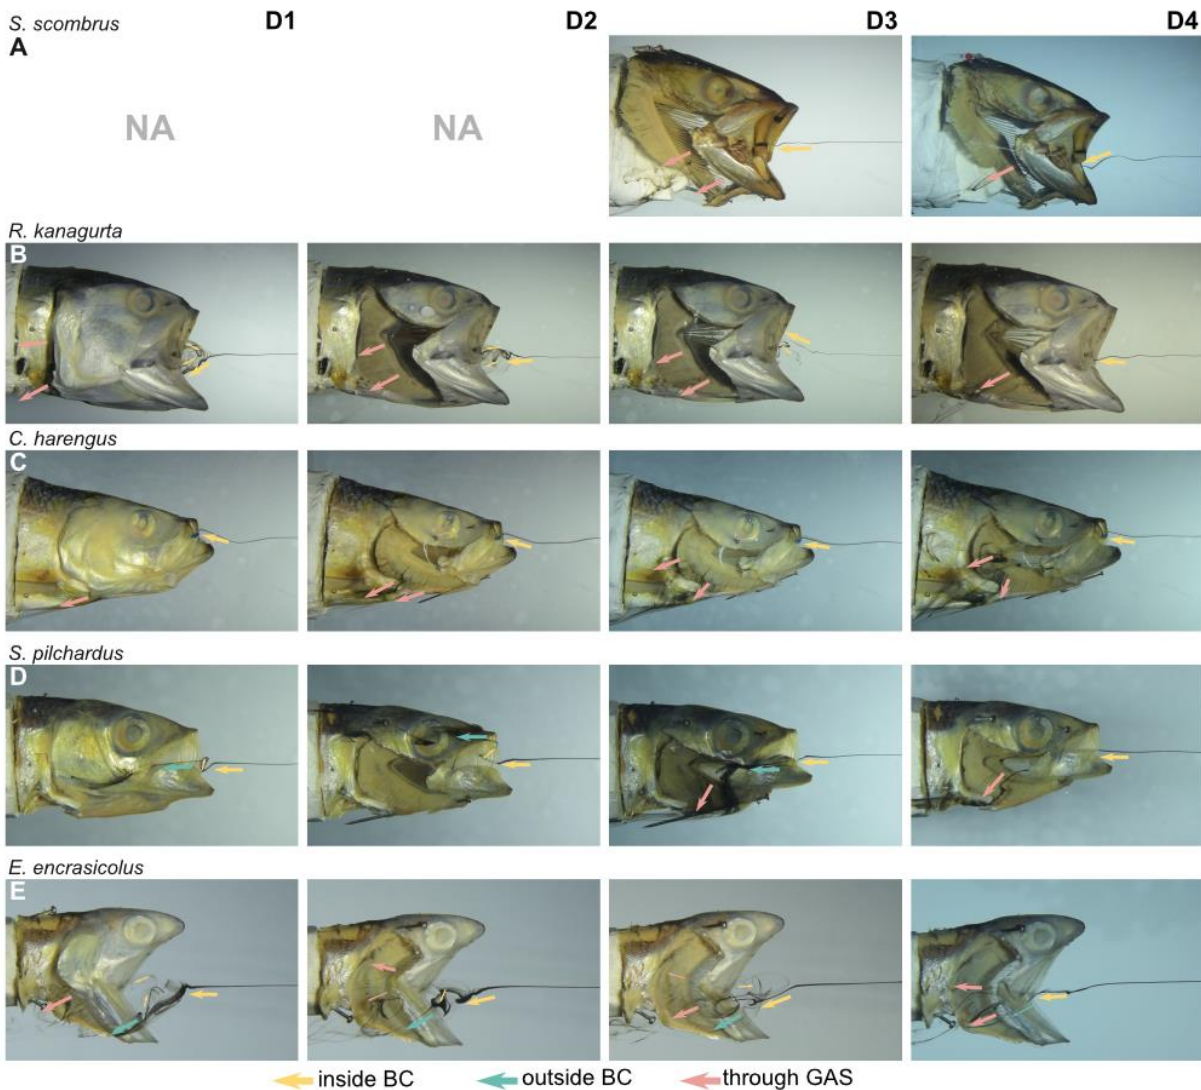 S. scombrus D1 D2 D3 D4
A
NA NA
R. kanagurta
B
C. harengus
C
S. pilchardus
D
E. encrasicolus
E
inside BC outside BC through GAS